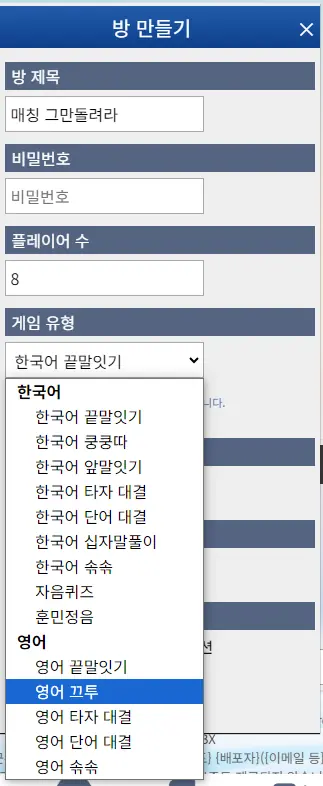 방 만들기 ×
방 제목
매칭 그만돌려라
비밀번호
비밀번호
플레이어 수
8
게임 유형
한국어 끝말잇기
니다.
한국어
한국어 끝말잇기
한국어 쿵쿵따
한국어 앞말잇기
한국어 타자 대결
한국어 단어 대결
한국어 십자말풀이
한국어 솎솎
자음퀴즈
훈민정음
영어
션
영어 끝말잇기
영어 끄투
영어 타자 대결
영어 단어 대결
영어 솎솎
{배포자}({이메일 등}